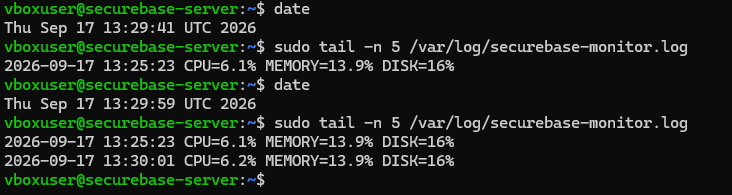 vboxuser@securebase-server:~$ date
Thu Sep 17 13:29:41 UTC 2026
vboxuser@securebase-server:~$ sudo tail -n 5 /var/log/securebase-monitor.log
2026-09-17 13:25:23 CPU=6.1% MEMORY=13.9% DISK=16%
vboxuser@securebase-server:~$ date
Thu Sep 17 13:29:59 UTC 2026
vboxuser@securebase-server:~$ sudo tail -n 5 /var/log/securebase-monitor.log
2026-09-17 13:25:23 CPU=6.1% MEMORY=13.9% DISK=16%
2026-09-17 13:30:01 CPU=6.2% MEMORY=13.9% DISK=16%
vboxuser@securebase-server:~$